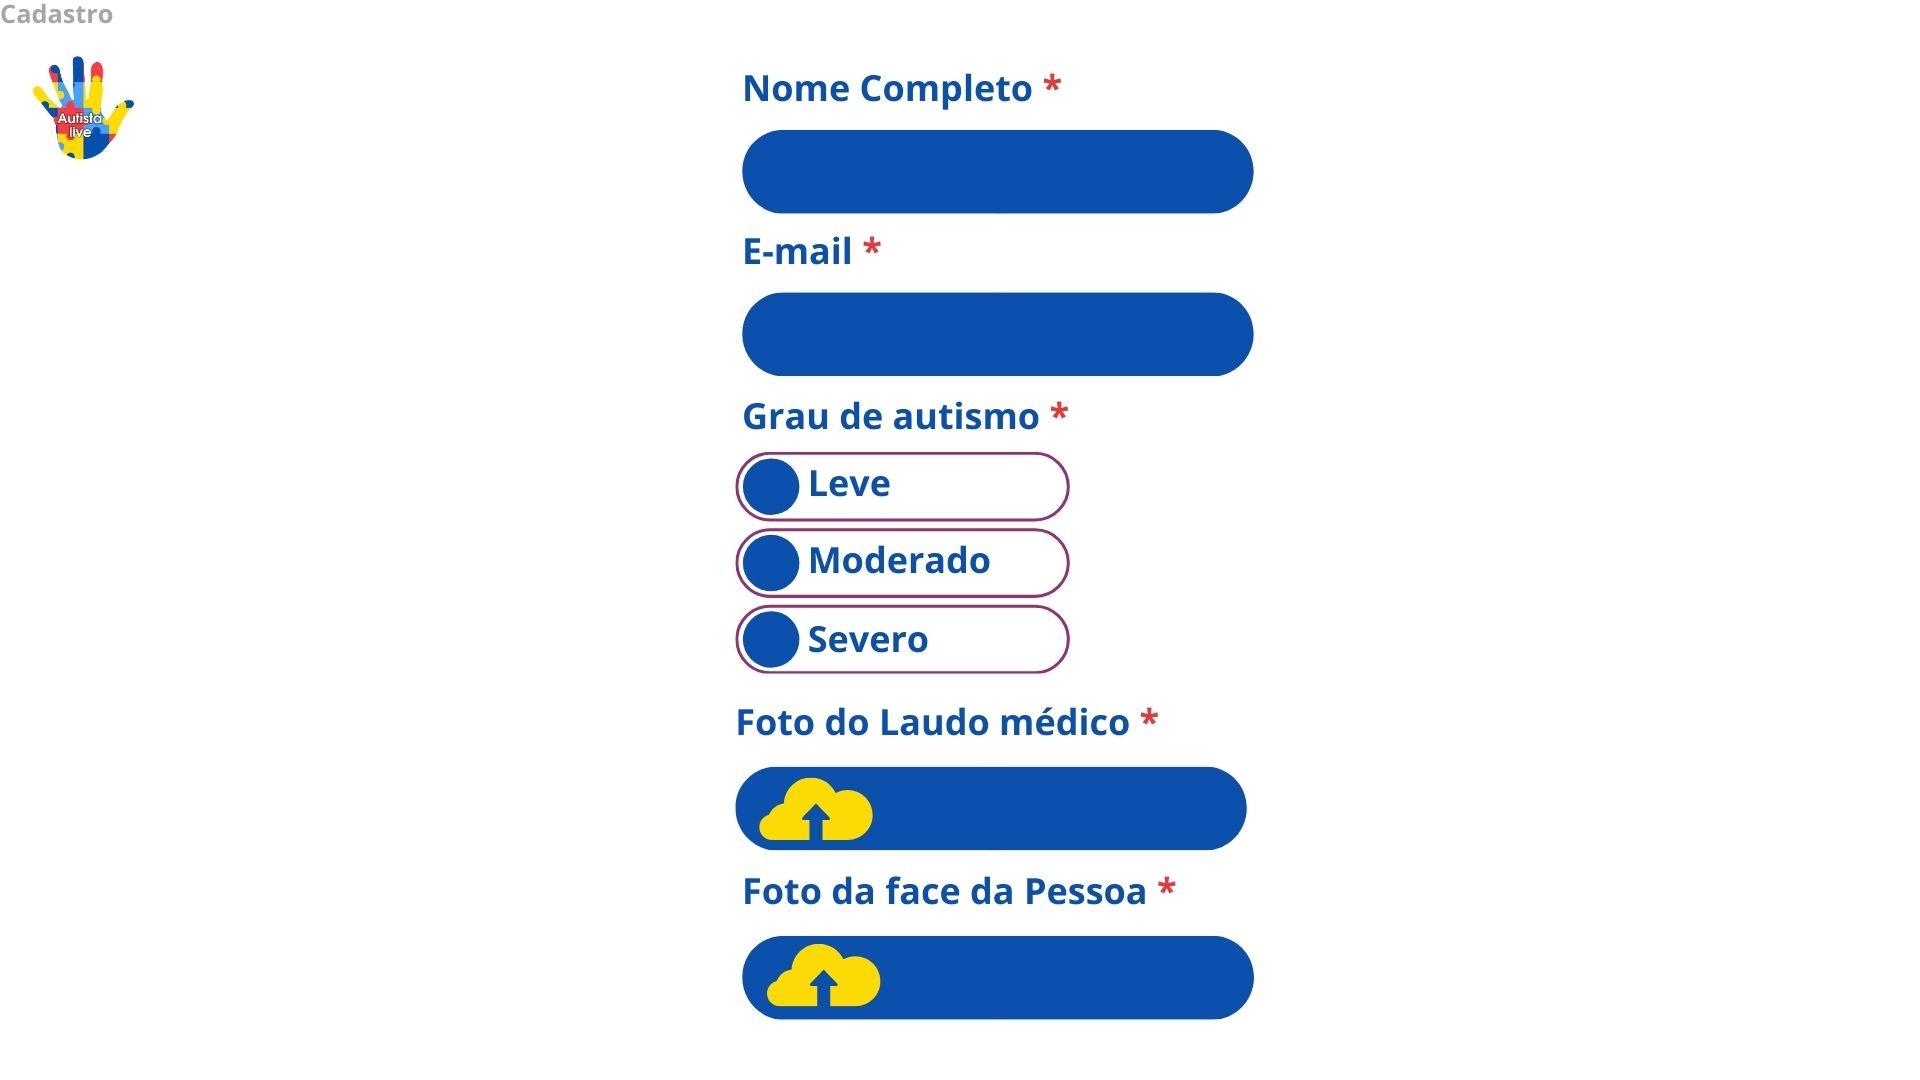 Cadastro
Autista
live
Nome Completo *
E-mail *
Grau de autismo *
Leve
Moderado
Severo
Foto do Laudo médico *
Foto da face da Pessoa *